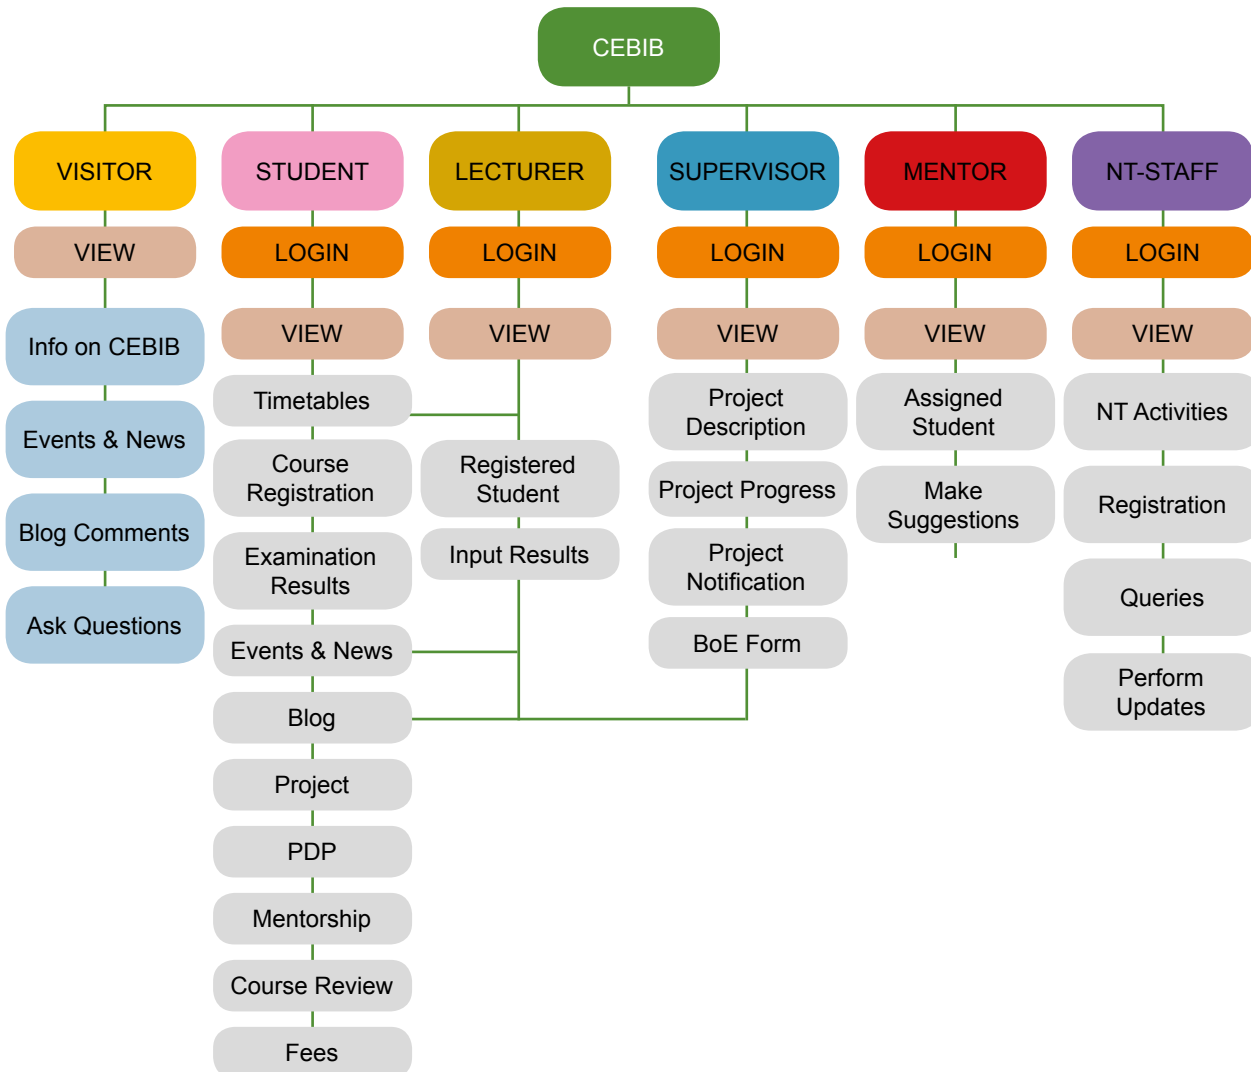 CEBIB
VISITOR
STUDENT
LECTURER
SUPERVISOR
MENTOR
NT-STAFF
VIEW
LOGIN
LOGIN
LOGIN
LOGIN
LOGIN
Info on CEBIB
VIEW
VIEW
VIEW
VIEW
VIEW
Events & News
Blog Comments
Ask Questions
Timetables
Course
Registration
Examination
Results
Events & News
Blog
Project
PDP
Mentorship
Course Review
Fees
Registered
Student
Input Results
Project
Description
Project Progress
Project
Notification
BoE Form
Assigned
Student
Make
Suggestions
NT Activities
Registration
Queries
Perform
Updates